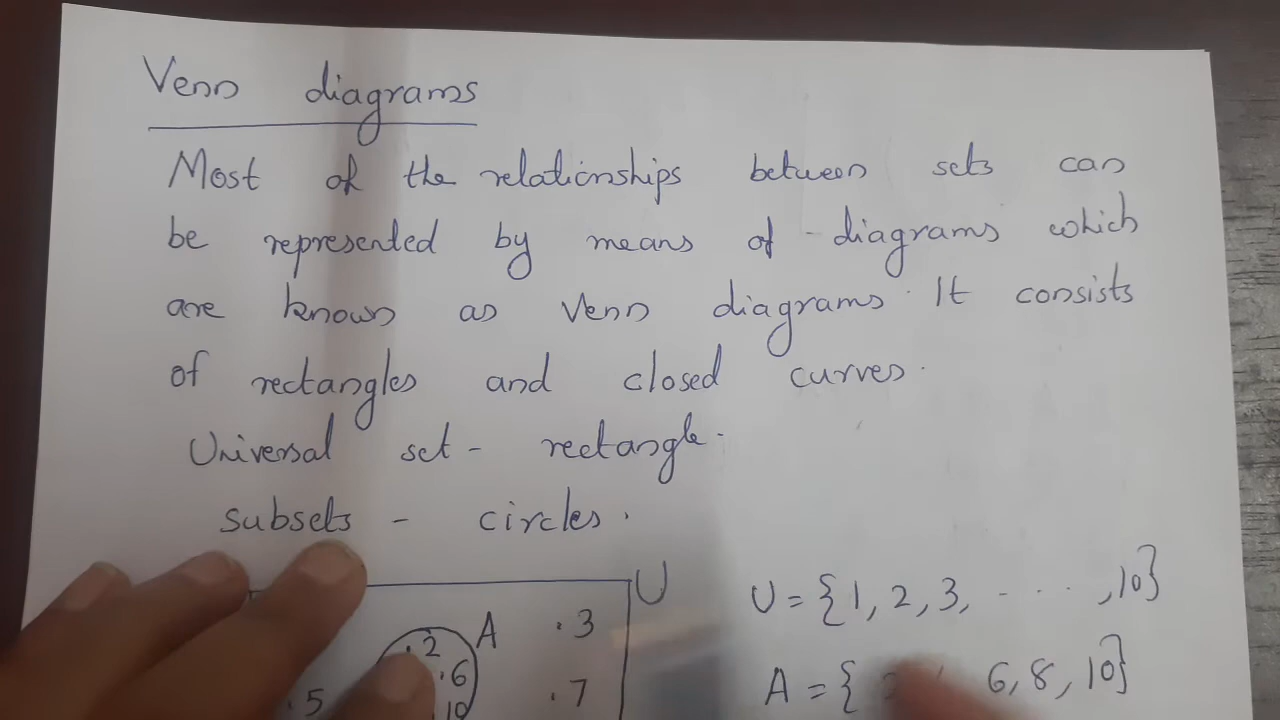 Venn diagrams
Most of the relationships between sets can
be represented by means of diagrams which
are known as Venn diagrams. It consists
of rectangles and closed curves.
Universal set - rectangle.
subsets - circles.
U
U = {1, 2, 3, . . . , 10}
A
. 3
. 2
. 6
A = { 6, 8, 10}
. 5
10
. 7